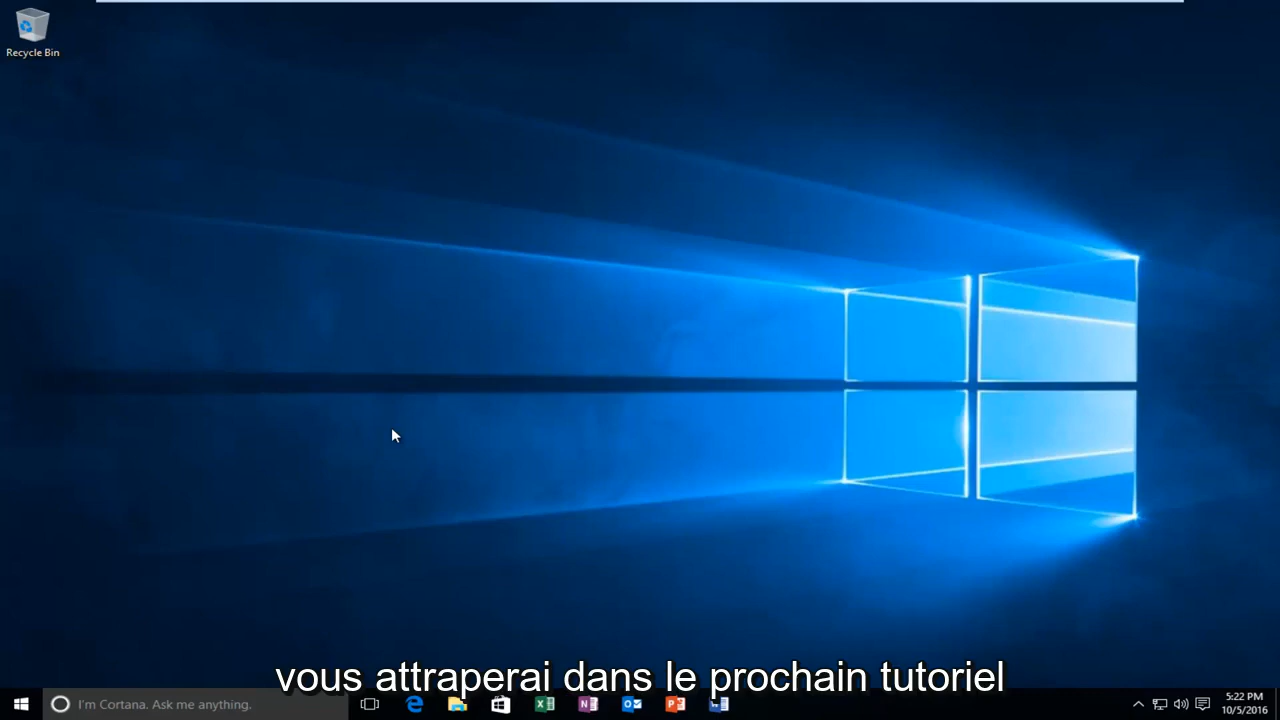 Recycle Bin
vous attraperai dans le prochain tutoriel
I'm Cortana. Ask me anything.
5:22 PM
10/5/2016